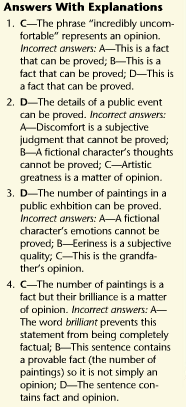 Answers With Explanations
1. C—The phrase "incredibly uncom-
fortable" represents an opinion.
Incorrect answers: A—This is a fact
that can be proved; B—This is a
fact that can be proved; D—This is
a fact that can be proved.
2. D—The details of a public event
can be proved. Incorrect answers:
A—Discomfort is a subjective
judgment that cannot be proved;
B—A fictional character's thoughts
cannot be proved; C—Artistic
greatness is a matter of opinion.
3. D—The number of paintings in a
public exhbition can be proved.
Incorrect answers: A—A fictional
character's emotions cannot be
proved; B—Eeriness is a subjective
quality; C—This is the grandfa-
ther's opinion.
4. C—The number of paintings is a
fact but their brilliance is a matter
of opinion. Incorrect answers: A—
The word brilliant prevents this
statement from being completely
factual; B—This sentence contains
a provable fact (the number of
paintings) so it is not simply an
opinion; D—The sentence con-
tains fact and opinion.